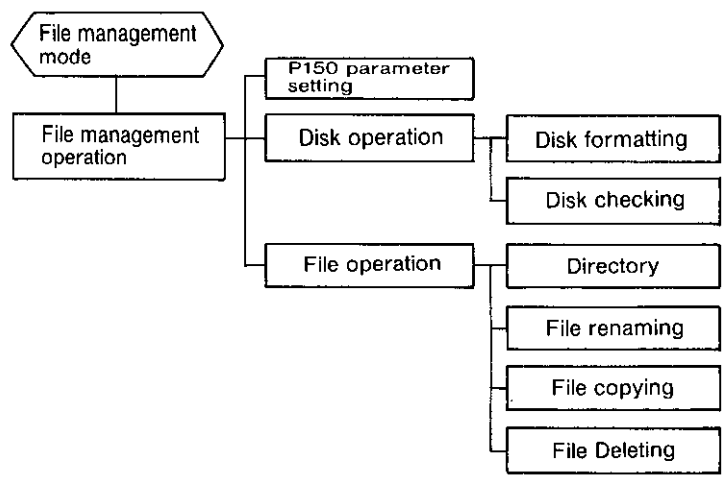 File management
mode
P150 parameter
setting
File management
operation
Disk operation
Disk formatting
Disk checking
File operation
Directory
File renaming
File copying
File Deleting